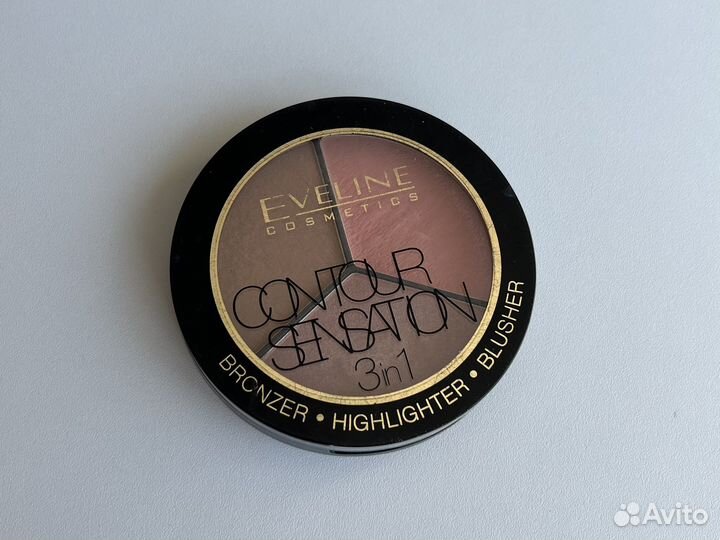 EVELINE
COSMETICS
CONTOUR
SENSATION
3in1
BRONZER • HIGHLIGHTER • BLUSHER
Avito